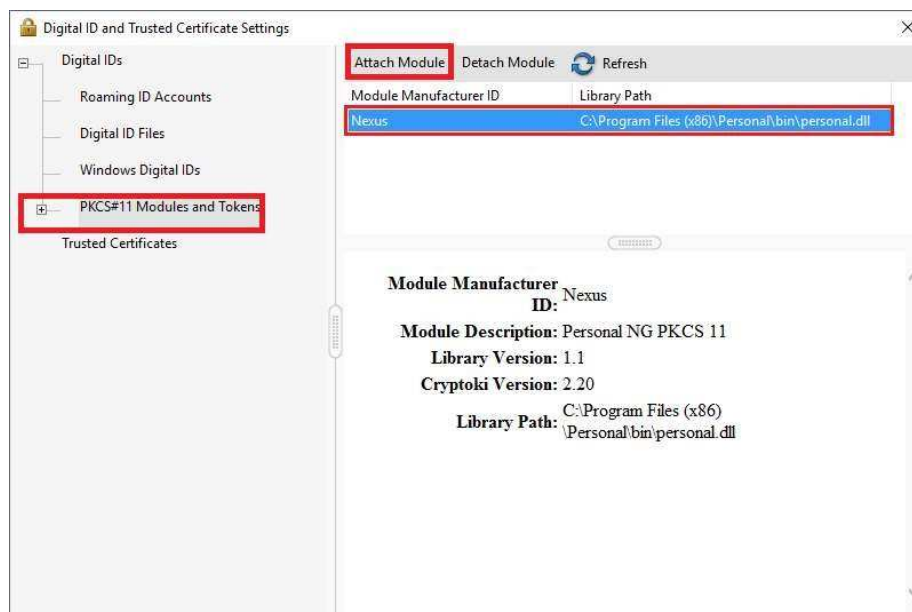 Digital ID and Trusted Certificate Settings
Digital IDs
Roaming ID Accounts
Digital ID Files
Windows Digital IDs
PKCS#11 Modules and Tokens
Trusted Certificates
Attach Module Detach Module Refresh
Module Manufacturer ID Library Path
Nexus C:\Program Files (x86)\Personal\bin\personal.dll
Module Manufacturer
ID: Nexus
Module Description: Personal NG PKCS 11
Library Version: 1.1
Cryptoki Version: 2.20
Library Path: C:\Program Files (x86)
\Personal\bin\personal.dll